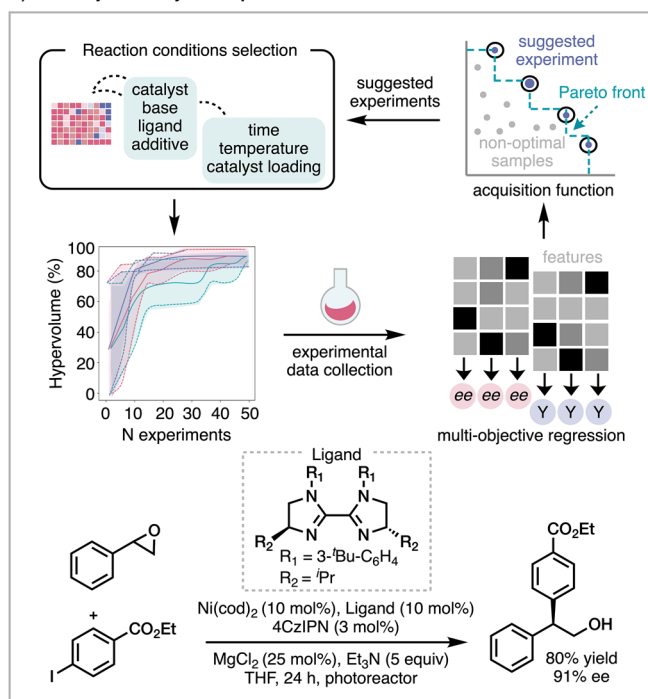 Reaction conditions selection
catalyst
base
ligand
additive
time
temperature
catalyst loading
suggested
experiments
suggested
experiment
Pareto front
non-optimal
samples
acquisition function
Hypervolume (%)
100
80
60
40
20
0
0 10 20 30 40 50
N experiments
experimental
data collection
features
ee ee ee
Y Y Y
multi-objective regression
Ligand
R₁ R₁
N N
N N
R₂ R₂
R₁ = 3-ᵗBu-C₆H₄
R₂ = ⁱPr
O
+
CO₂Et
I
Ni(cod)₂ (10 mol%), Ligand (10 mol%)
4CzIPN (3 mol%)
MgCl₂ (25 mol%), Et₃N (5 equiv)
THF, 24 h, photoreactor
CO₂Et
OH
80% yield
91% ee